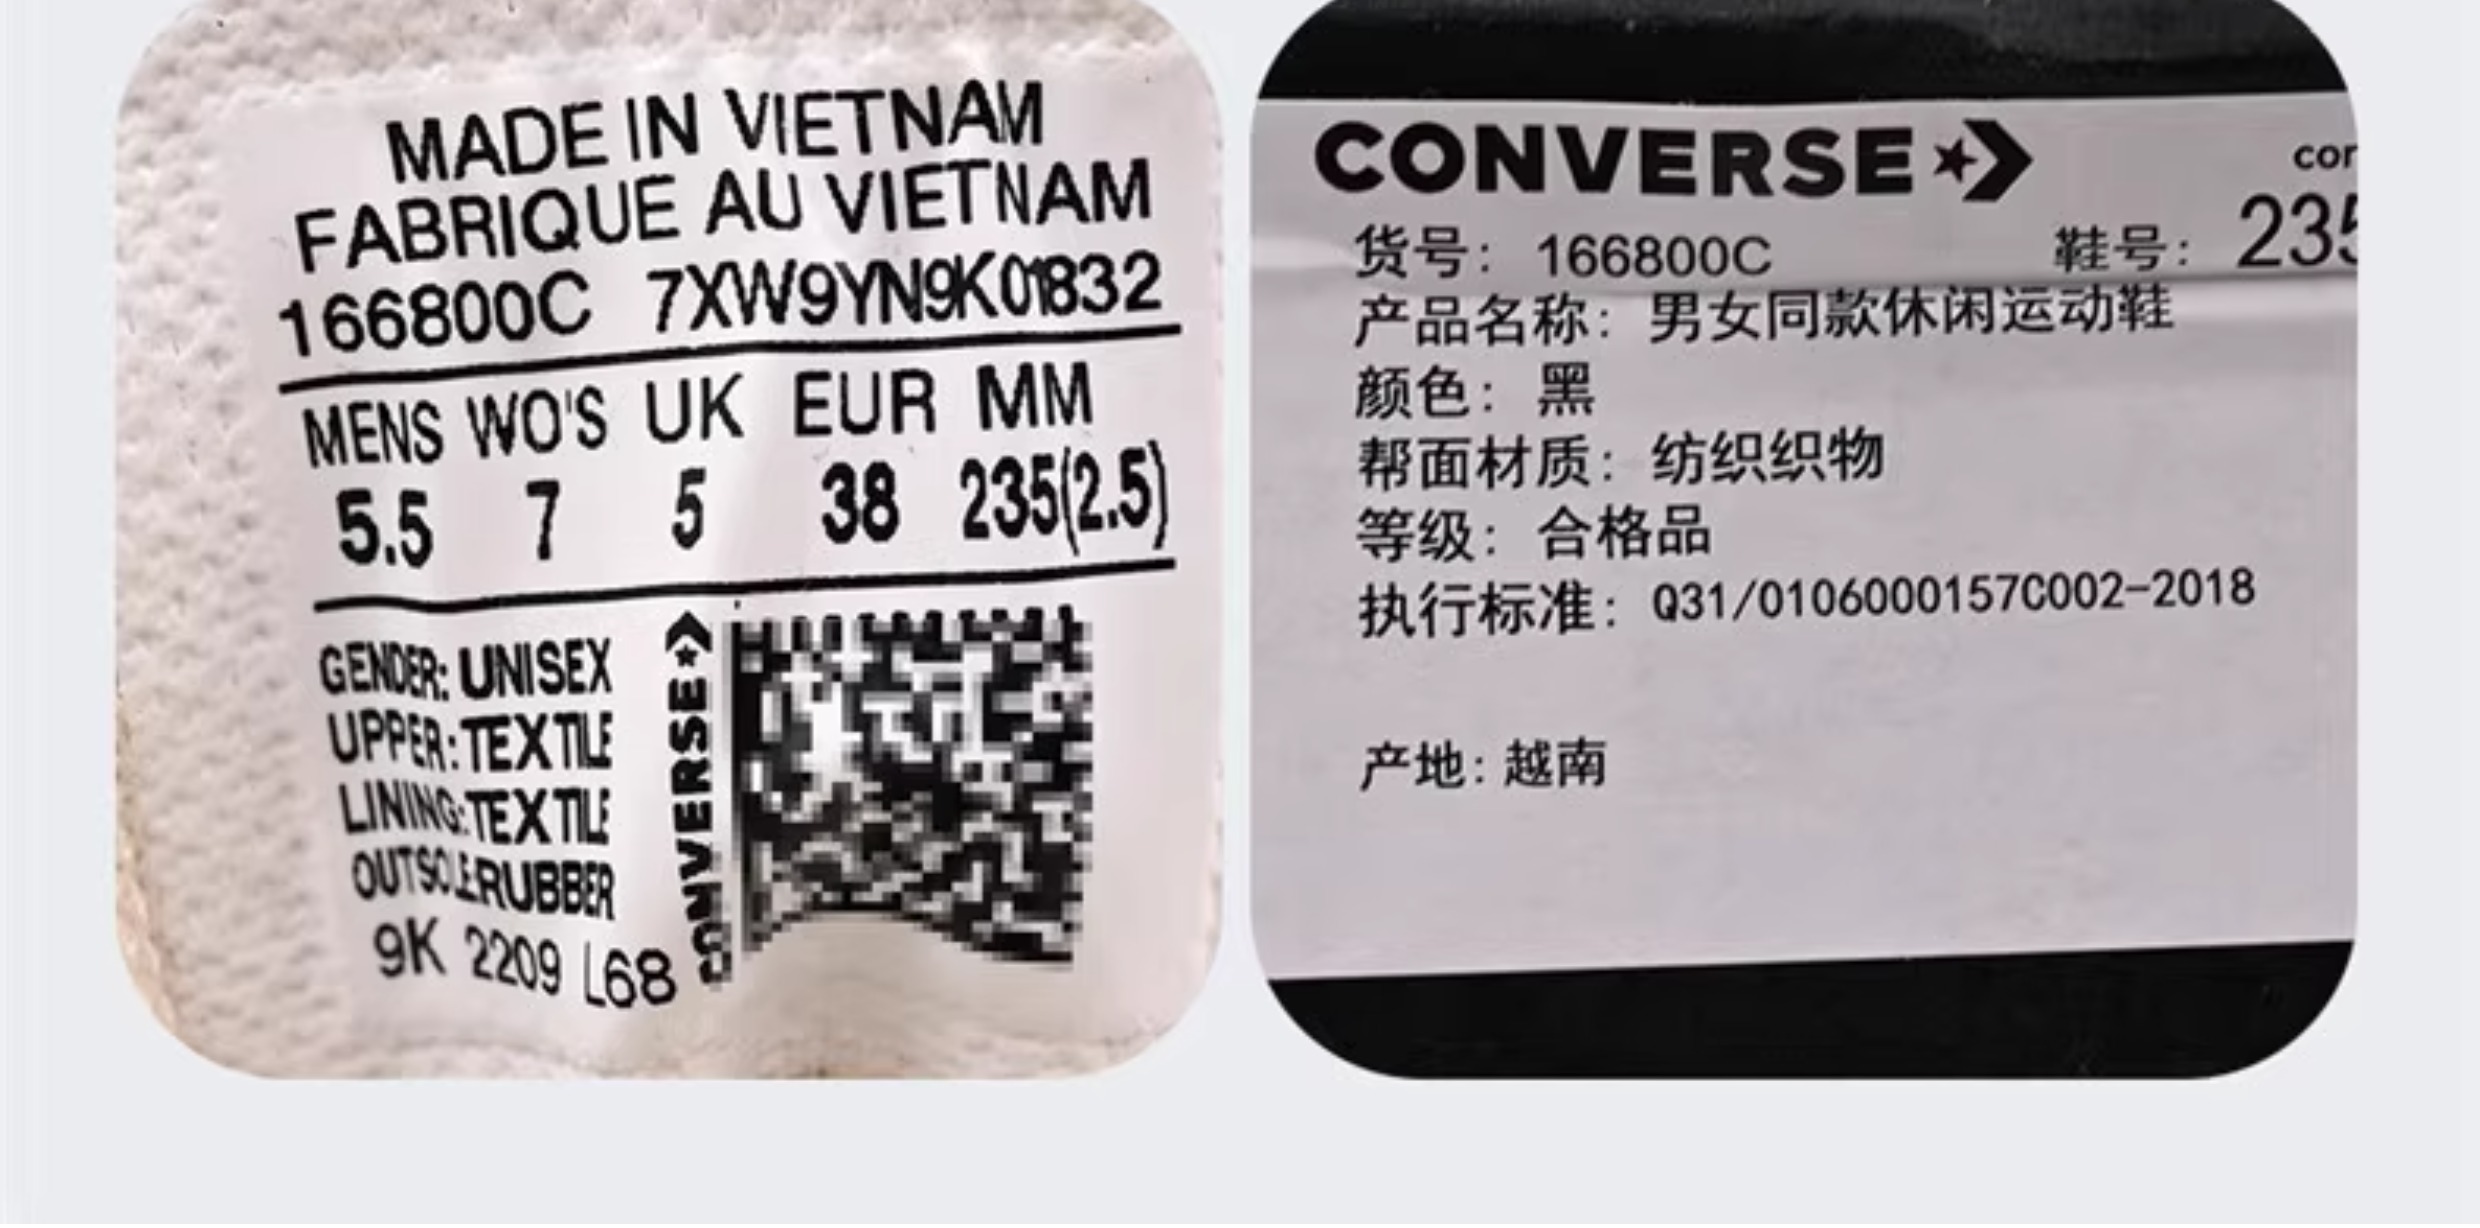 MADE IN VIETNAM
FABRIQUE AU VIETNAM
166800C 7XW9YN9K01832
MENS WO'S UK EUR MM
5.5 7 5 38 235(2.5)
GENDER: UNISEX
UPPER: TEXTILE
LINING: TEXTILE
OUTSOLE: RUBBER
9K 2209 L68
CONVERSE
CONVERSE
cor
货号: 166800C 鞋号: 235
产品名称: 男女同款休闲运动鞋
颜色: 黑
帮面材质: 纺织织物
等级: 合格品
执行标准: Q31/0106000157C002-2018
产地: 越南